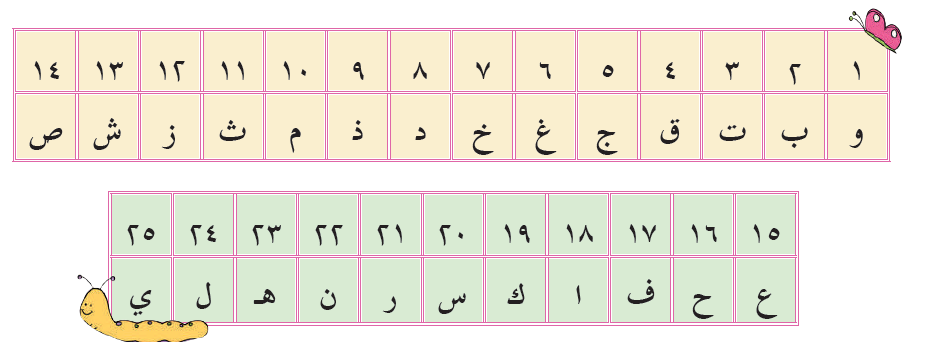 ١ ٢ ٣ ٤ ٥ ٦ ٧ ٨ ٩ ١٠ ١١ ١٢ ١٣ ١٤
و ب ت ق ج غ خ د ذ م ث ز ش ص
١٥ ١٦ ١٧ ١٨ ١٩ ٢٠ ٢١ ٢٢ ٢٣ ٢٤ ٢٥
ع ح ف ا ك س ر ن هـ ل ي